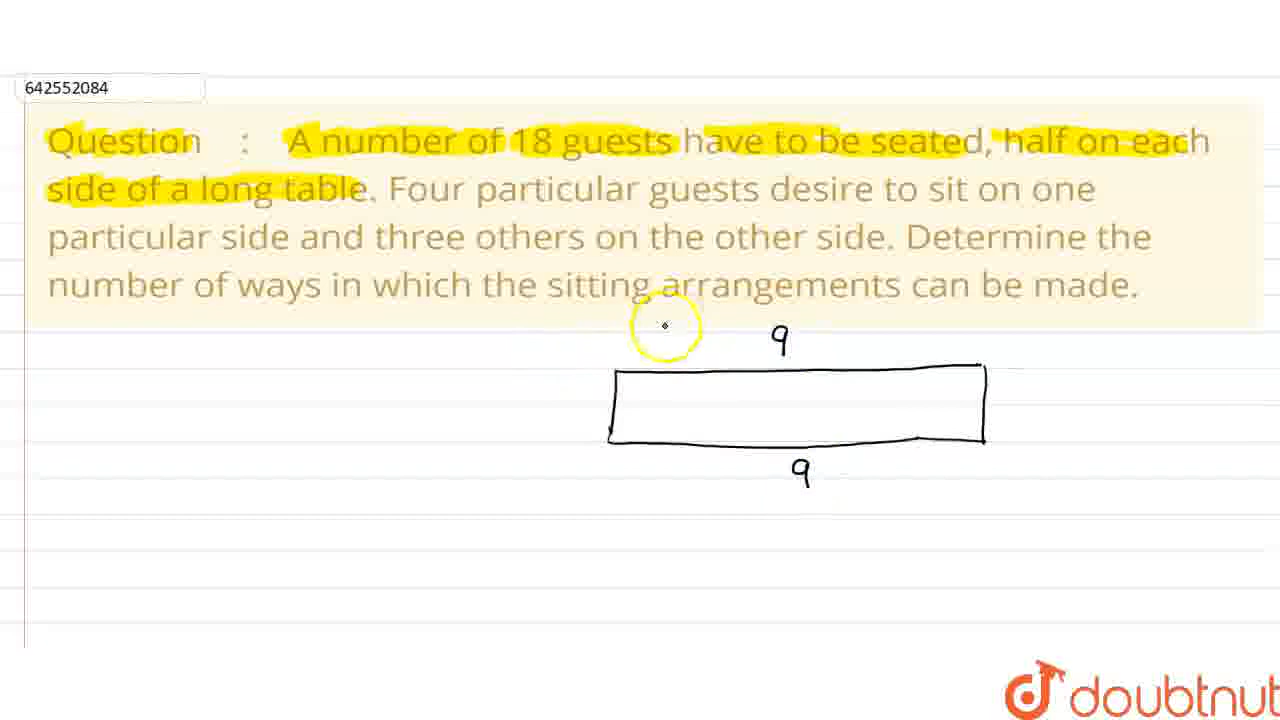 642552084
Question : A number of 18 guests have to be seated, half on each
side of a long table. Four particular guests desire to sit on one
particular side and three others on the other side. Determine the
number of ways in which the sitting arrangements can be made.
9
9
doubtnut